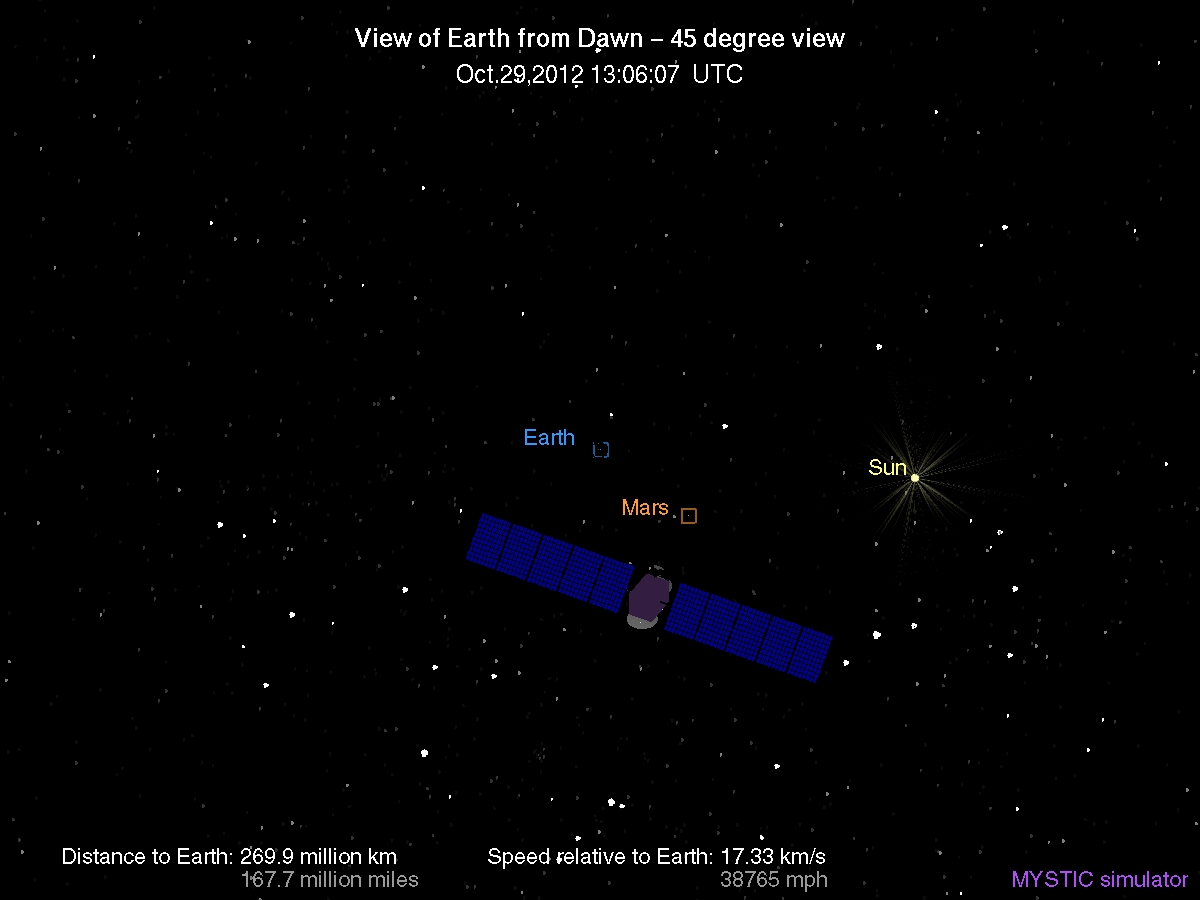 View of Earth from Dawn – 45 degree view
Oct.29,2012 13:06:07 UTC
Earth
Sun
Mars
Distance to Earth: 269.9 million km
167.7 million miles
Speed relative to Earth: 17.33 km/s
38765 mph
MYSTIC simulator